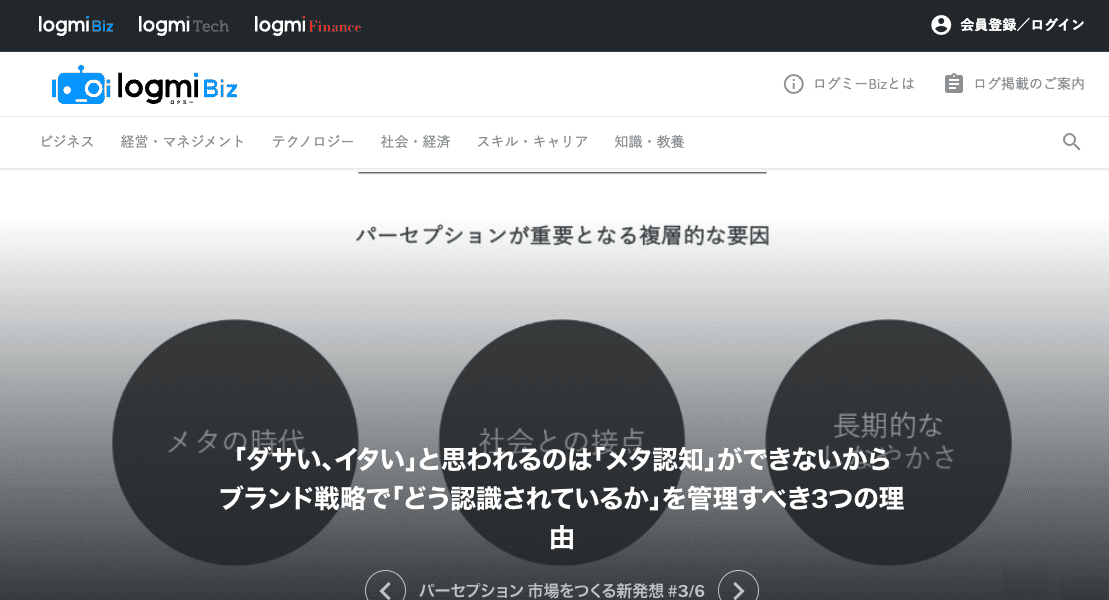 logmi Biz logmi Tech logmi Finance 会員登録／ログイン
logmi Biz ログミーBizとは ログ掲載のご案内
ログミー
ビジネス 経営・マネジメント テクノロジー 社会・経済 スキル・キャリア 知識・教養
パーセプションが重要となる複層的な要因
メタの時代 社会との接点 長期的な
しなやかさ
「ダサい、イタい」と思われるのは「メタ認知」ができないから
ブランド戦略で「どう認識されているか」を管理すべき3つの理
由
パーセプション 市場をつくる新発想 #3/6